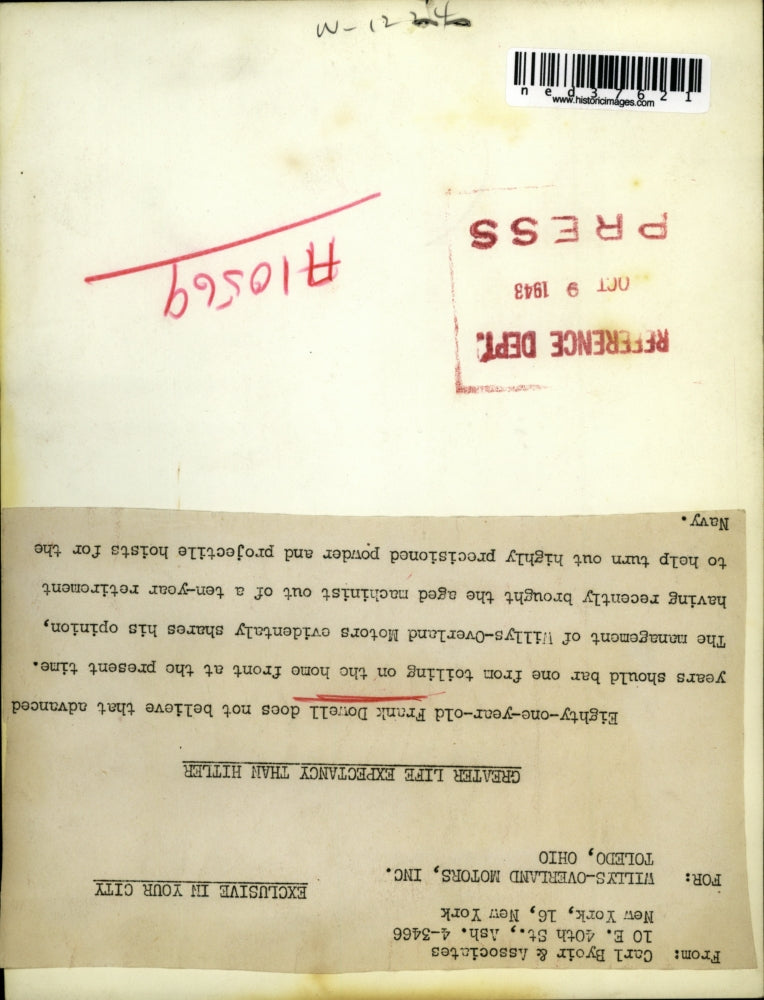 W-12
ned37621
www.historicimages.com
From: Carl Byoir & Associates
10 E. 40th St., Ash. 4-3466
New York, 16, New York
FOR: WILLYS-OVERLAND MOTORS, INC.
TOLEDO, OHIO
EXCLUSIVE IN YOUR CITY
GREATER LIFE EXPECTANCY THAN HITLER
Eighty-one-year-old Frank Dowell does not believe that advanced
years should bar one from toiling on the home front at the present time.
The management of Willys-Overland Motors evidentaly shares his opinion,
having recently brought the aged machinist out of a ten-year retirement
to help turn out highly precisioned powder and projectile hoists for the
Navy.
REFERENCE DEPT.
OCT 9 1943
PRESS
A10569